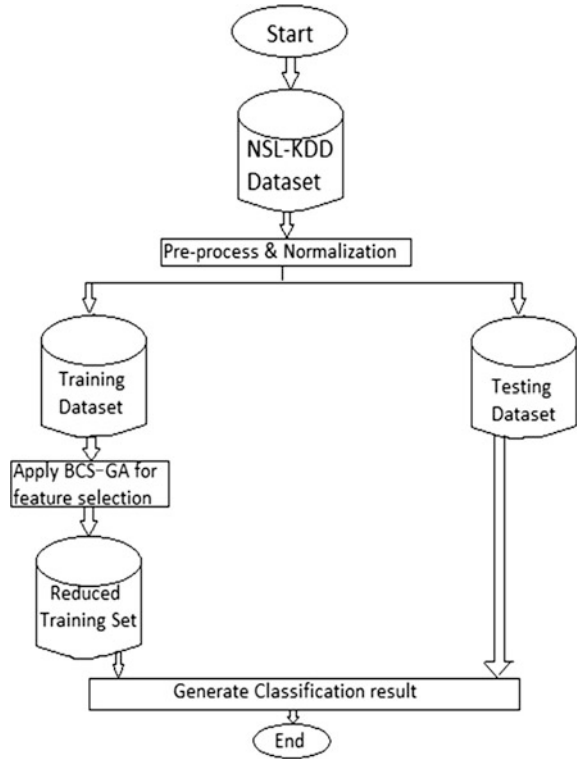 Start
NSL-KDD
Dataset
Pre-process & Normalization
Training
Dataset
Testing
Dataset
Apply BCS-GA for
feature selection
Reduced
Training Set
Generate Classification result
End